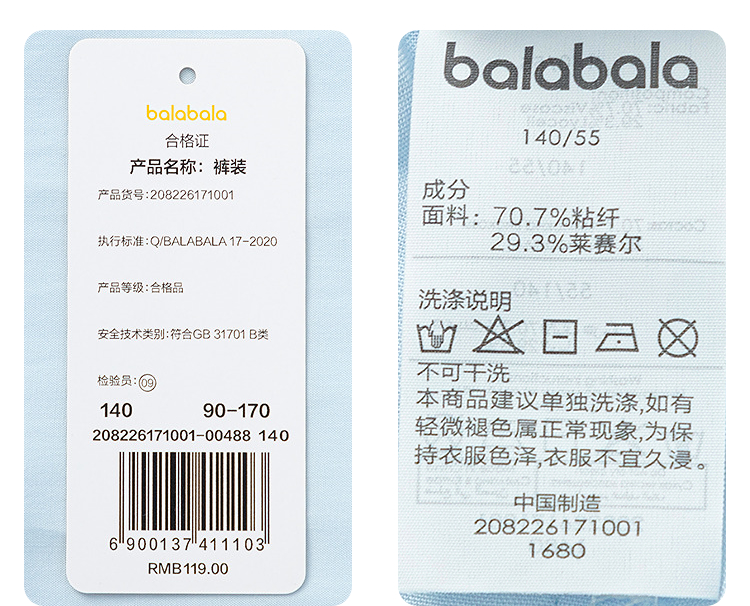 balabala
合格证
产品名称：裤装
产品货号:208226171001
执行标准:Q/BALABALA 17-2020
产品等级:合格品
安全技术类别:符合GB 31701 B类
检验员:09
140 90-170
208226171001-00488 140
6 900137 411103
RMB119.00
balabala
140/55
成分
面料：70.7%粘纤
29.3%莱赛尔
洗涤说明
不可干洗
本商品建议单独洗涤,如有
轻微褪色属正常现象,为保
持衣服色泽,衣服不宜久浸。
中国制造
208226171001
1680